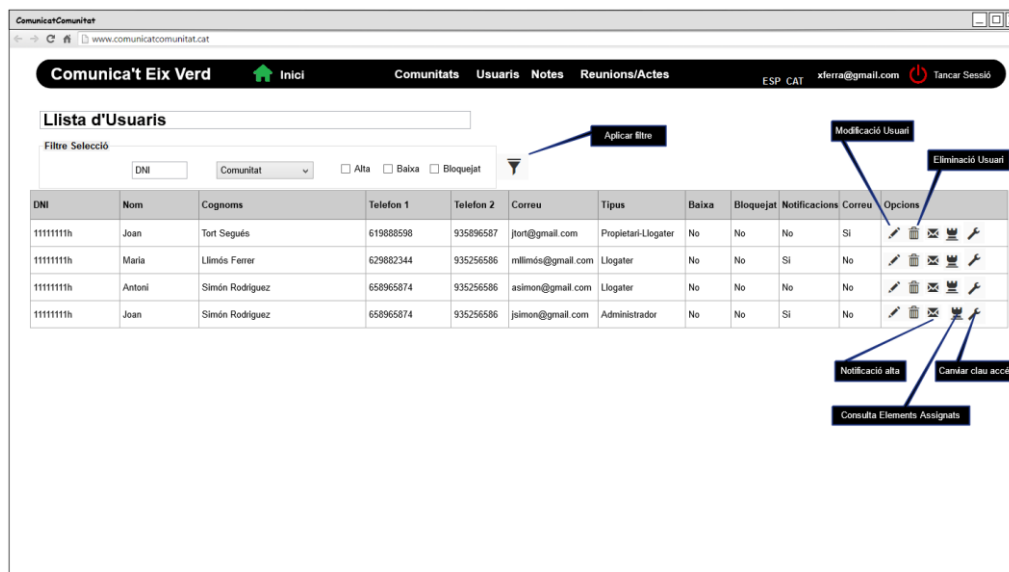 ComunicatComunitat
www.comunicatcomunitat.cat
Comunica't Eix Verd Inici Comunitats Usuaris Notes Reunions/Actes ESP CAT xferra@gmail.com Tancar Sessió
Llista d'Usuaris
Aplicar filtre
Modificació Usuari
Filtre Selecció
Eliminació Usuari
DNI Comunitat Alta Baixa Bloquejat
DNI Nom Cognoms Telefon 1 Telefon 2 Correu Tipus Baixa Bloquejat Notificacions Correu Opcions
11111111h Joan Tort Segués 619888598 935896587 jtort@gmail.com Propietari-Llogater No No No Si
11111111h Maria Llimós Ferrer 629882344 935256586 mllimós@gmail.com Llogater No No Si No
11111111h Antoni Simón Rodriguez 658965874 935256586 asimon@gmail.com Llogater No No No No
11111111h Joan Simón Rodriguez 658965874 935256586 jsimon@gmail.com Administrador No No Si No
Notificació alta Canviar clau accé
Consulta Elements Assignats